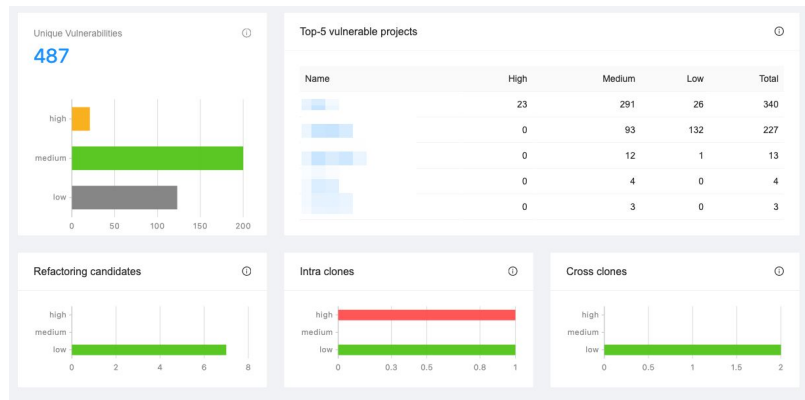 Unique Vulnerabilities
487
high
medium
low
0 50 100 150 200
Top-5 vulnerable projects
Name High Medium Low Total
23 291 26 340
0 93 132 227
0 12 1 13
0 4 0 4
0 3 0 3
Refactoring candidates
high
medium
low
0 2 4 6 8
Intra clones
high
medium
low
0 0.3 0.5 0.8 1
Cross clones
high
medium
low
0 0.5 1 1.5 2